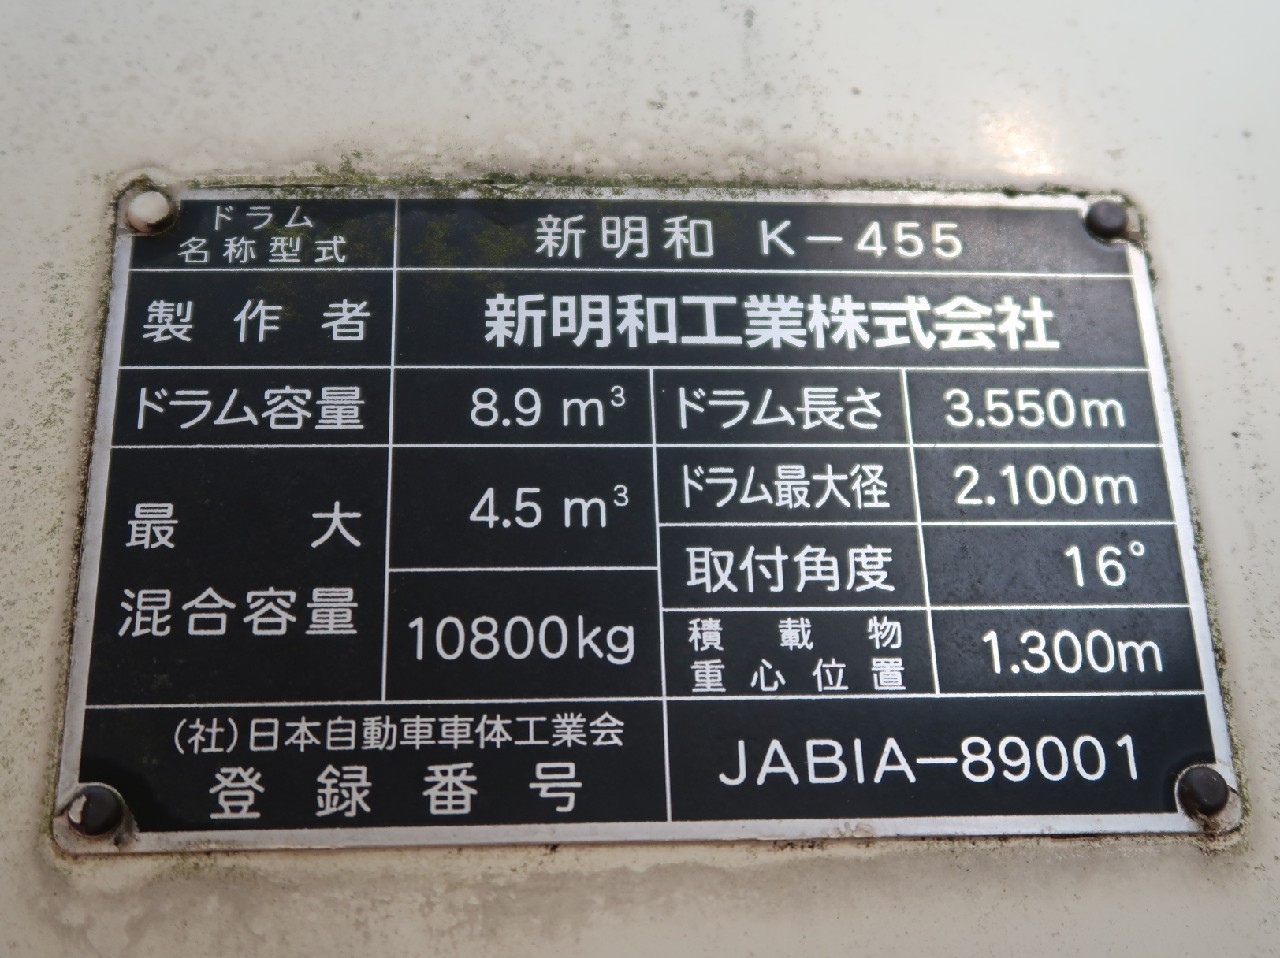 ドラム
名称型式
新明和 K-455
製作者
新明和工業株式会社
ドラム容量
8.9 m³
ドラム長さ
3.550m
最大
混合容量
4.5 m³
10800kg
ドラム最大径
2.100m
取付角度
16°
積載物
重心位置
1.300m
(社)日本自動車車体工業会
登録番号
JABIA-89001